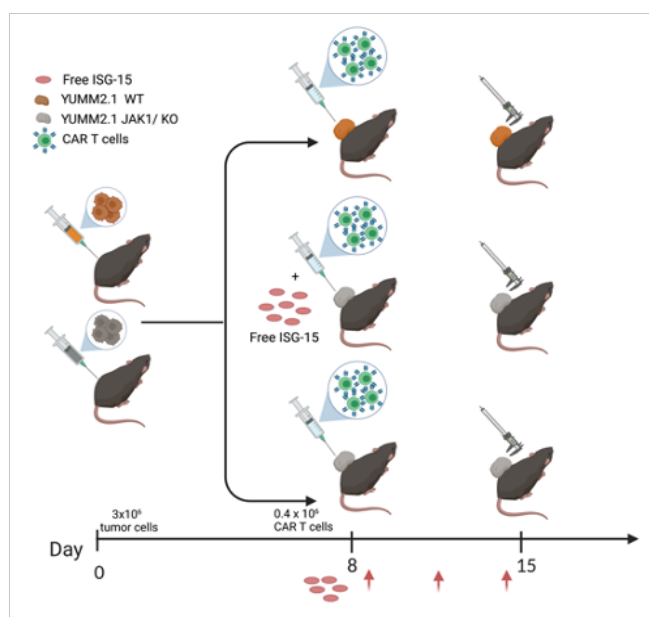 Free ISG-15
YUMM2.1 WT
YUMM2.1 JAK1/ KO
CAR T cells
+
Free ISG-15
3x10⁶
tumor cells
0.4 x 10⁶
CAR T cells
Day
0
8
15